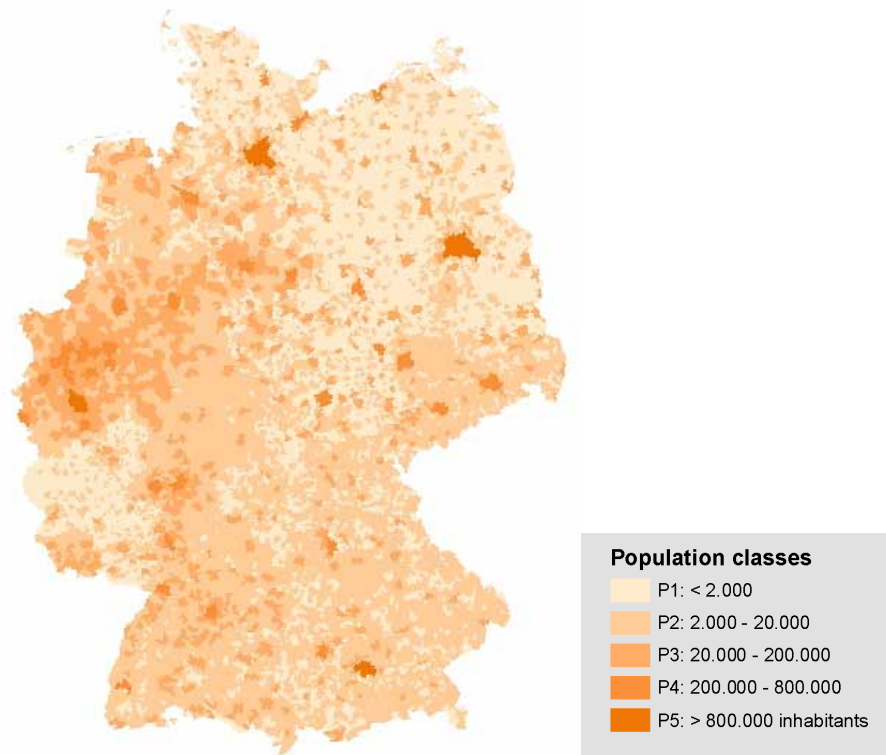 Population classes
P1: < 2.000
P2: 2.000 - 20.000
P3: 20.000 - 200.000
P4: 200.000 - 800.000
P5: > 800.000 inhabitants